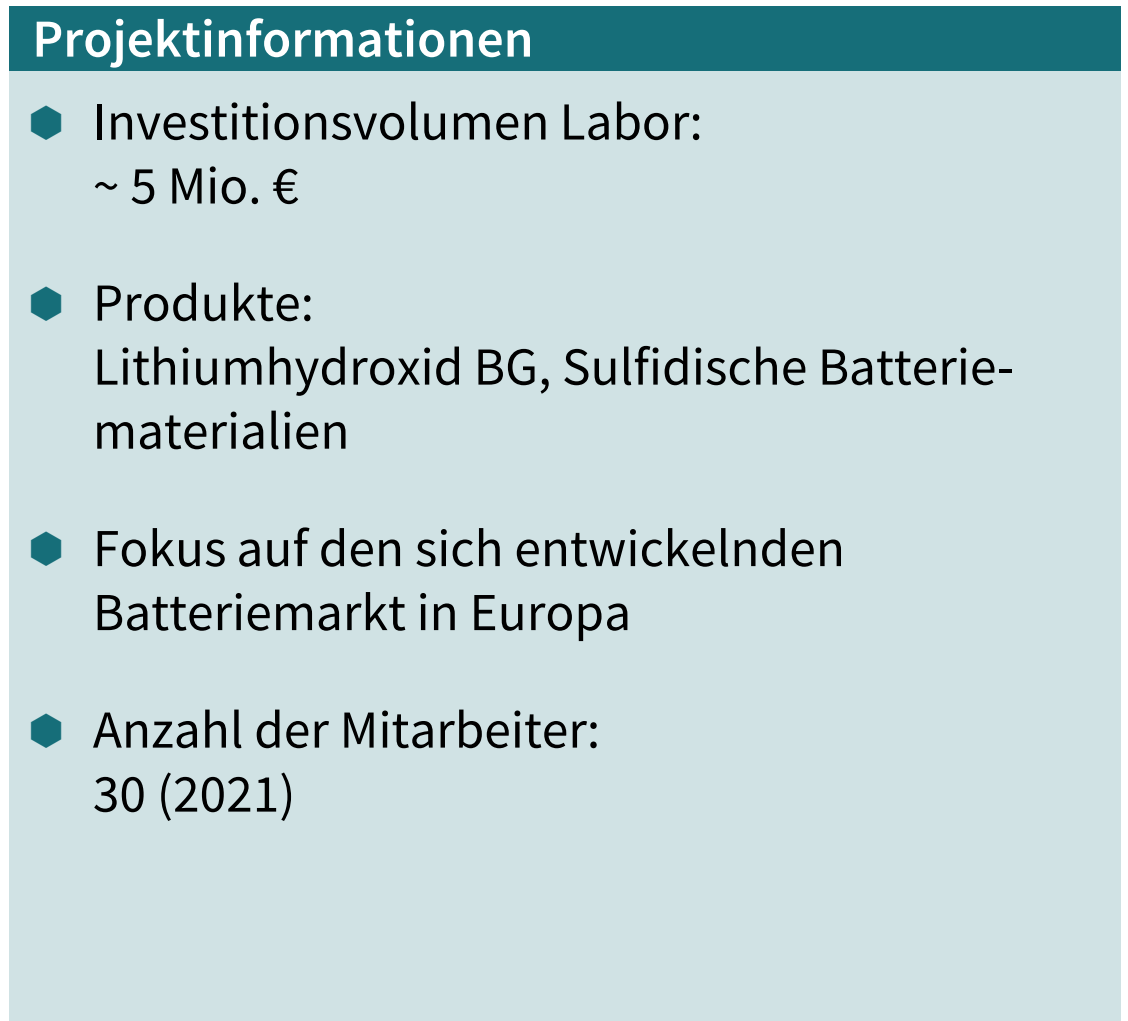 Projektinformationen
Investitionsvolumen Labor:
~ 5 Mio. €
Produkte:
Lithiumhydroxid BG, Sulfidische Batterie-
materialien
Fokus auf den sich entwickelnden
Batteriemarkt in Europa
Anzahl der Mitarbeiter:
30 (2021)